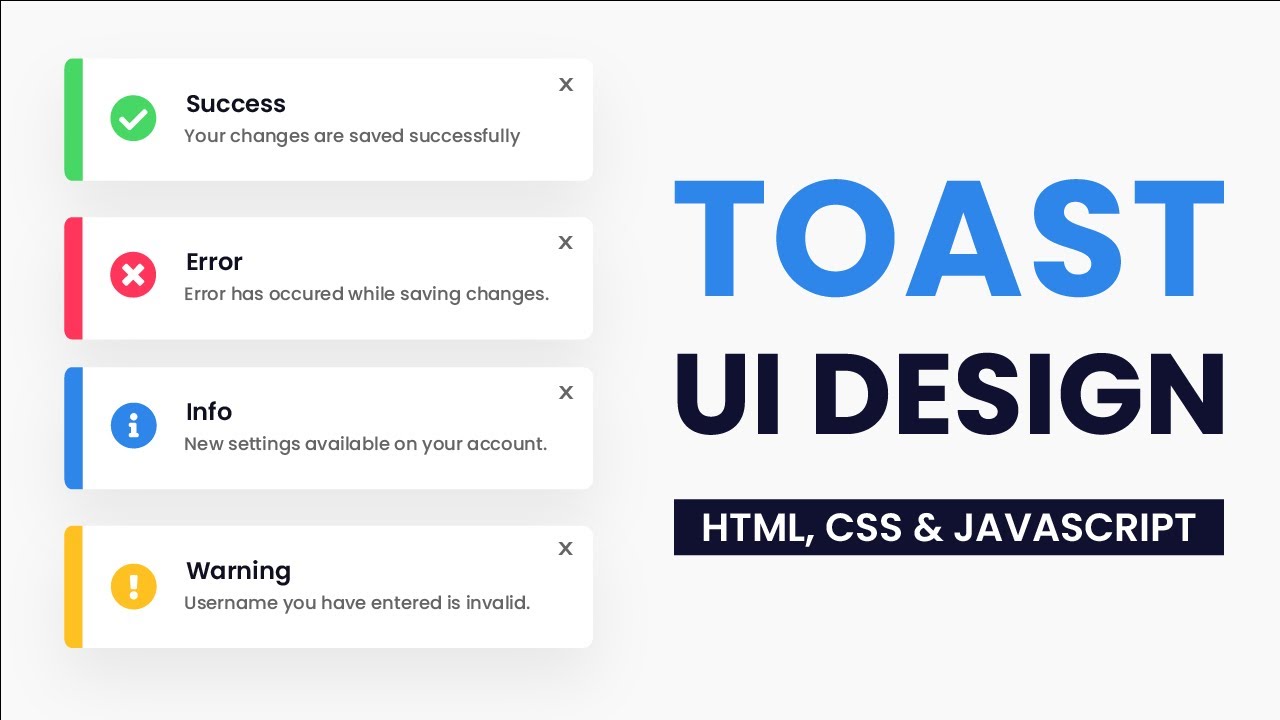 x
Success
Your changes are saved successfully
x
Error
Error has occured while saving changes.
x
Info
New settings available on your account.
x
Warning
Username you have entered is invalid.
TOAST
UI DESIGN
HTML, CSS & JAVASCRIPT